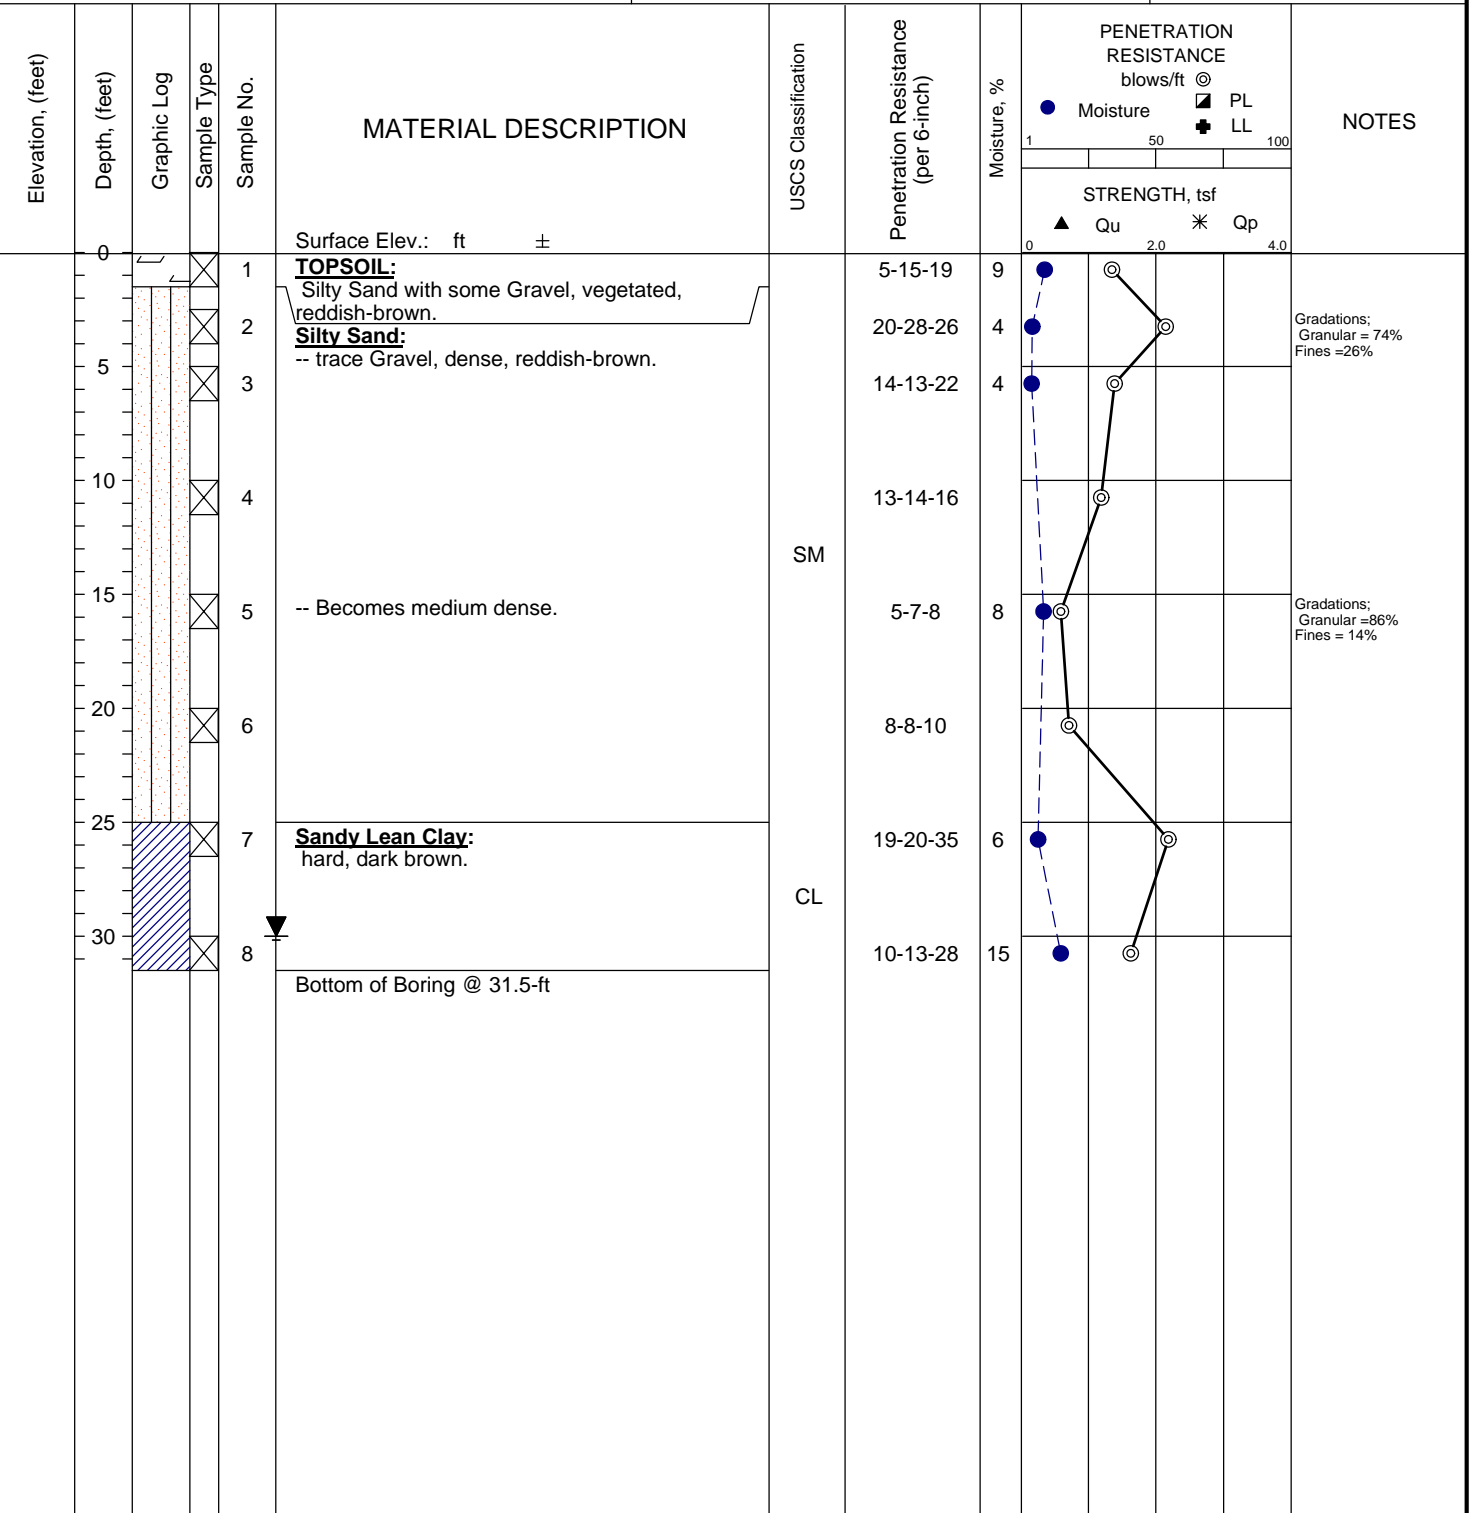 Elevation, (feet)
Depth, (feet)
Graphic Log
Sample Type
Sample No.
MATERIAL DESCRIPTION
Surface Elev.: ft ±
USCS Classification
Penetration Resistance
(per 6-inch)
Moisture, %
PENETRATION
RESISTANCE
blows/ft
Moisture
PL
LL
1 50 100
STRENGTH, tsf
Qu Qp
0 2.0 4.0
NOTES
0
1 TOPSOIL: 5-15-19 9
Silty Sand with some Gravel, vegetated,
reddish-brown.
2 Silty Sand: 20-28-26 4
-- trace Gravel, dense, reddish-brown.
Gradations;
Granular = 74%
Fines =26%
5
3 14-13-22 4
10
4 13-14-16
SM
15
5 -- Becomes medium dense. 5-7-8 8
Gradations;
Granular =86%
Fines = 14%
20
6 8-8-10
25
7 Sandy Lean Clay: 19-20-35 6
hard, dark brown.
CL
30
8 10-13-28 15
Bottom of Boring @ 31.5-ft